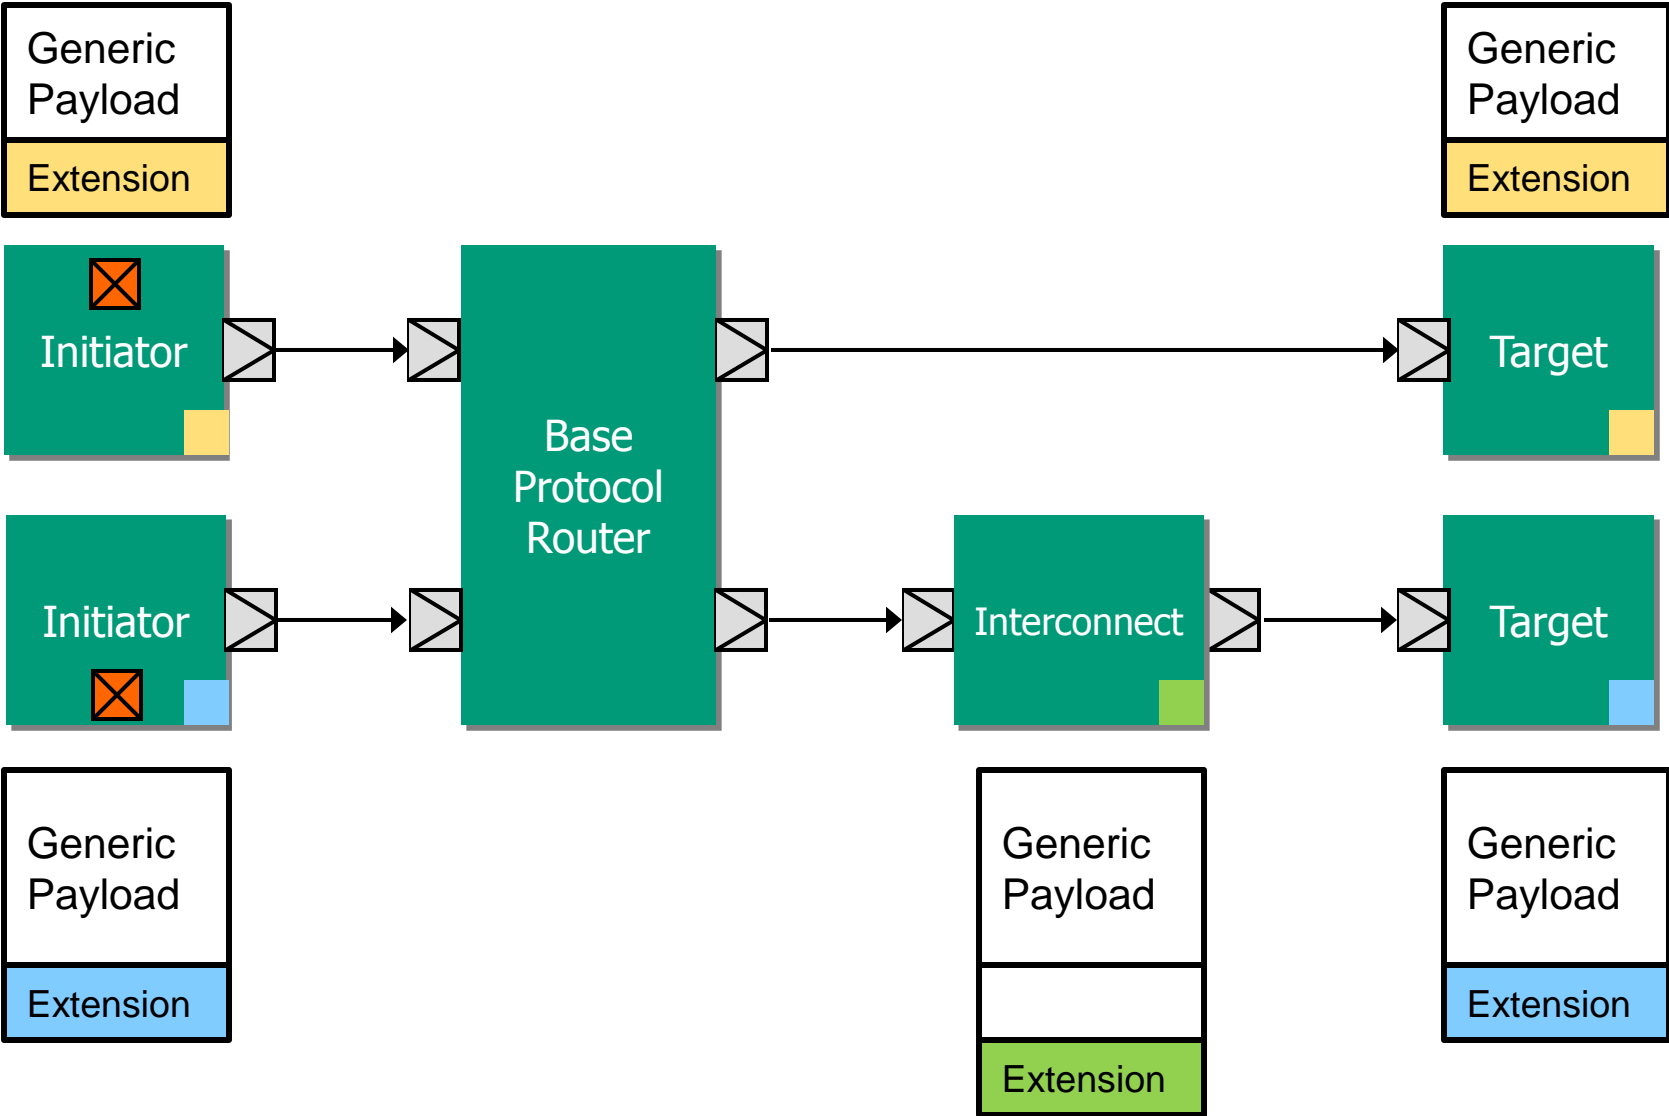 Generic
Payload
Extension
Generic
Payload
Extension
Initiator
Target
Base
Protocol
Router
Initiator
Interconnect
Target
Generic
Payload
Extension
Generic
Payload
Extension
Generic
Payload
Extension